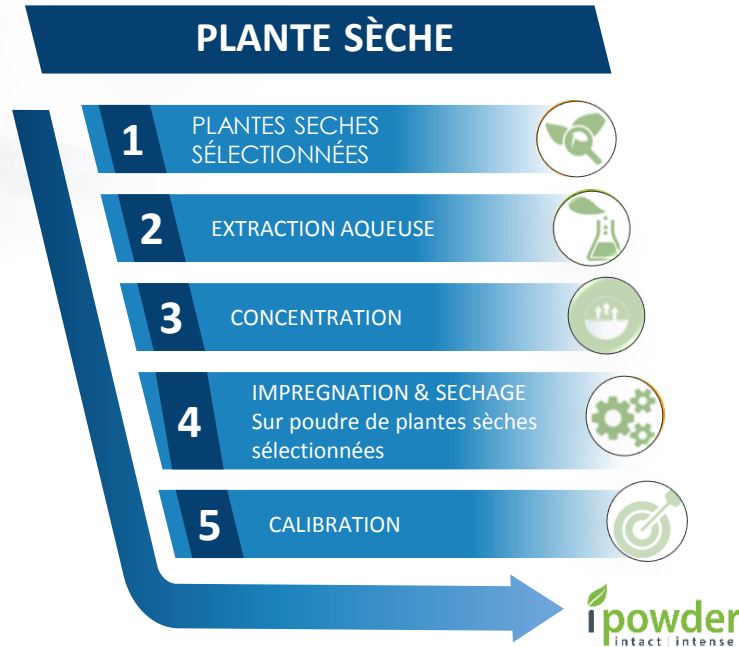 PLANTE SÈCHE
1
PLANTES SECHES
SÉLECTIONNÉES
2
EXTRACTION AQUEUSE
3
CONCENTRATION
4
IMPREGNATION & SECHAGE
Sur poudre de plantes sèches
sélectionnées
5
CALIBRATION
ipowder
intact | intense